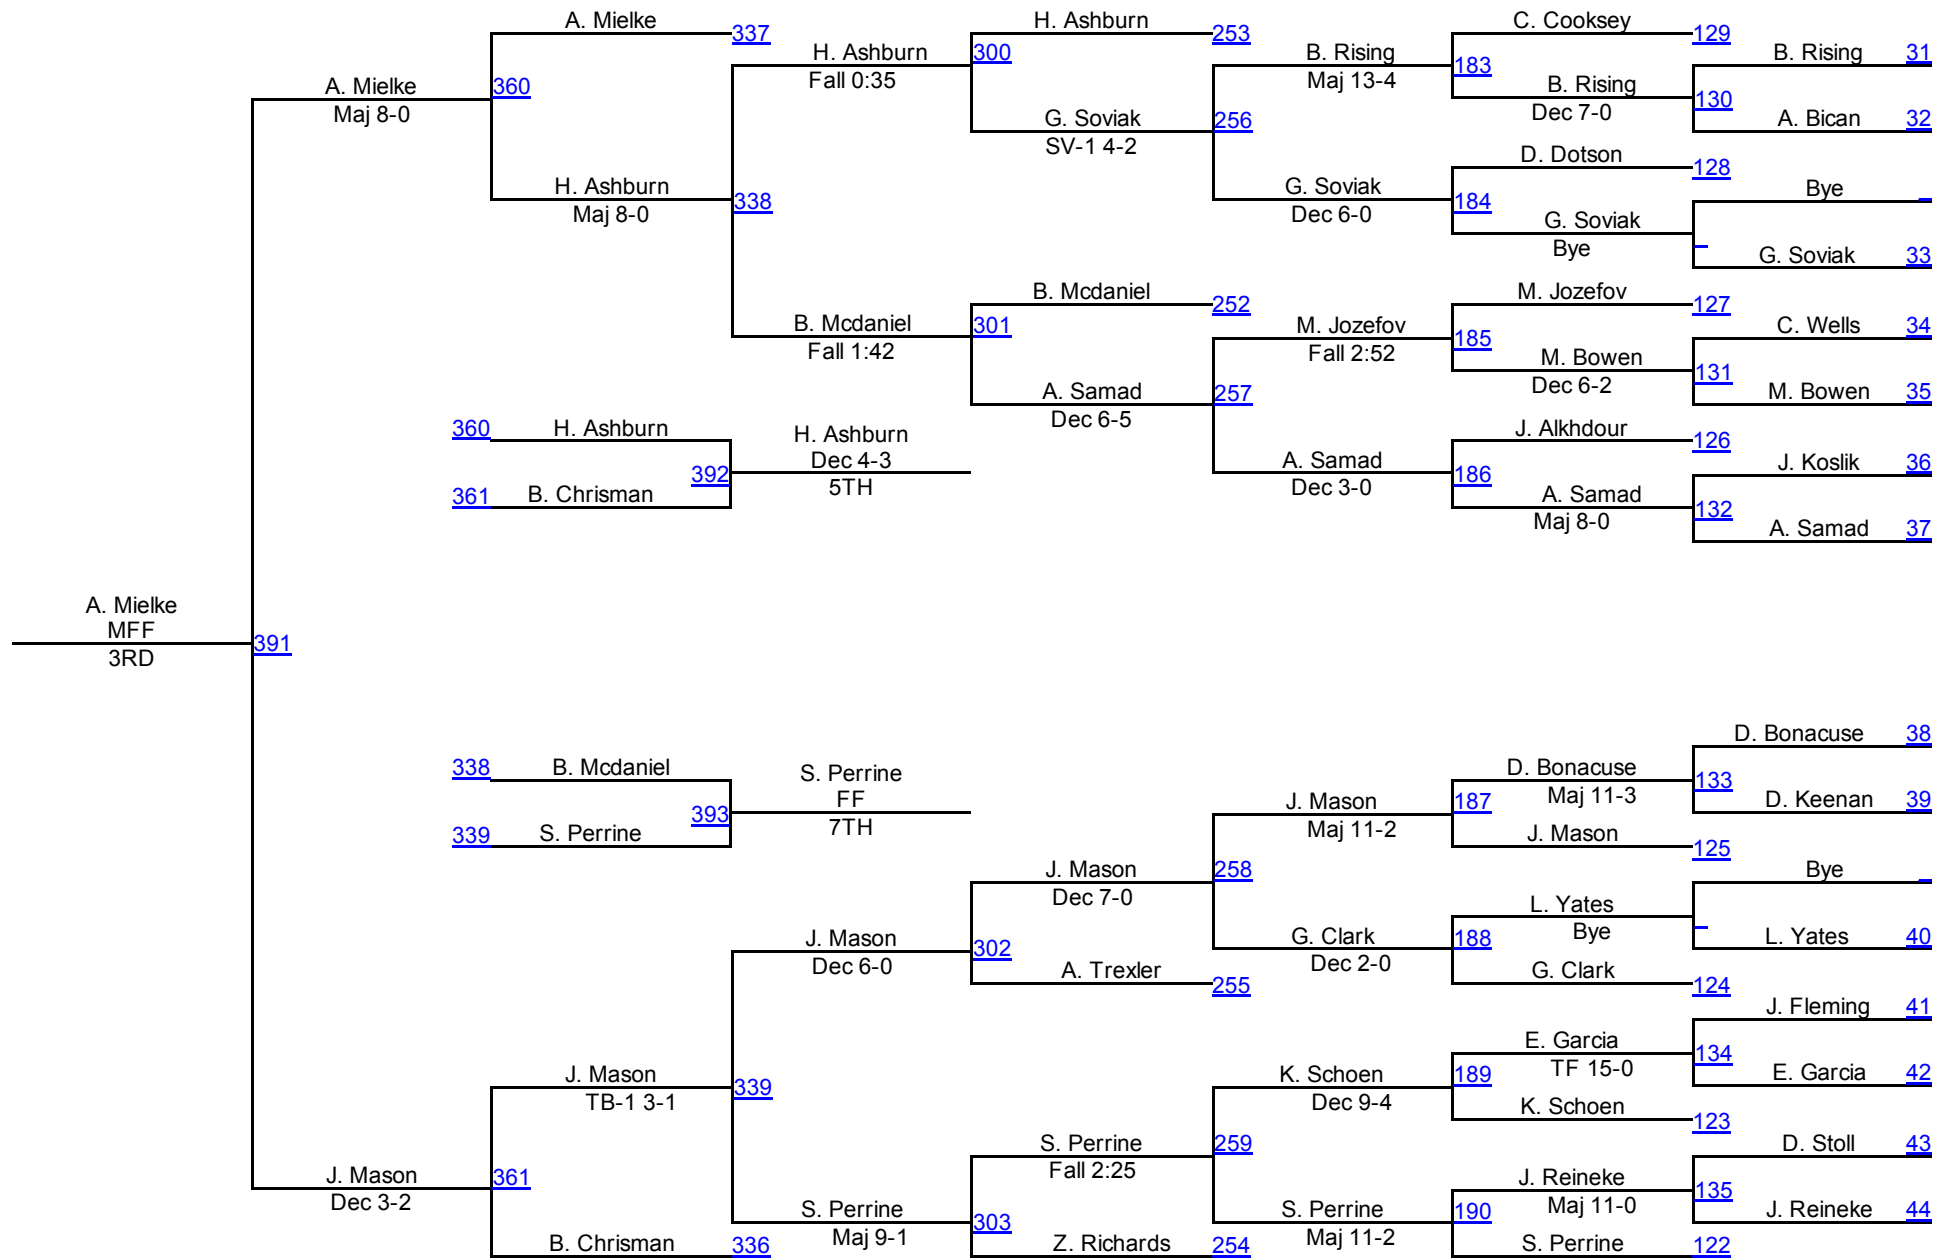 A. Mielke
337
H. Ashburn
253
C. Cooksey
129
H. Ashburn
Fall 0:35
300
B. Rising
Maj 13-4
183
B. Rising
31
A. Mielke
Maj 8-0
360
B. Rising
Dec 7-0
130
G. Soviak
SV-1 4-2
256
A. Bican
32
D. Dotson
128
H. Ashburn
Maj 8-0
338
G. Soviak
Dec 6-0
184
Bye
G. Soviak
Bye
G. Soviak
33
B. Mcdaniel
252
M. Jozefov
127
B. Mcdaniel
Fall 1:42
301
M. Jozefov
Fall 2:52
185
C. Wells
34
M. Bowen
Dec 6-2
131
A. Samad
Dec 6-5
257
M. Bowen
35
360
H. Ashburn
H. Ashburn
Dec 4-3
5TH
392
361
B. Chrisman
J. Alkhdour
126
A. Samad
Dec 3-0
186
J. Koslik
36
A. Samad
Maj 8-0
132
A. Samad
37
A. Mielke
MFF
3RD
391
D. Bonacuse
38
338
B. Mcdaniel
S. Perrine
FF
7TH
393
339
S. Perrine
D. Bonacuse
Maj 11-3
133
J. Mason
Maj 11-2
187
D. Keenan
39
J. Mason
125
J. Mason
Dec 7-0
258
Bye
L. Yates
Bye
J. Mason
Dec 6-0
302
G. Clark
Dec 2-0
188
L. Yates
40
A. Trexler
255
G. Clark
124
J. Fleming
41
E. Garcia
TF 15-0
134
J. Mason
TB-1 3-1
339
K. Schoen
Dec 9-4
189
E. Garcia
42
K. Schoen
123
S. Perrine
Fall 2:25
259
D. Stoll
43
J. Mason
Dec 3-2
361
J. Reineke
Maj 11-0
135
S. Perrine
Maj 9-1
303
S. Perrine
Maj 11-2
190
J. Reineke
44
B. Chrisman
336
Z. Richards
254
S. Perrine
122